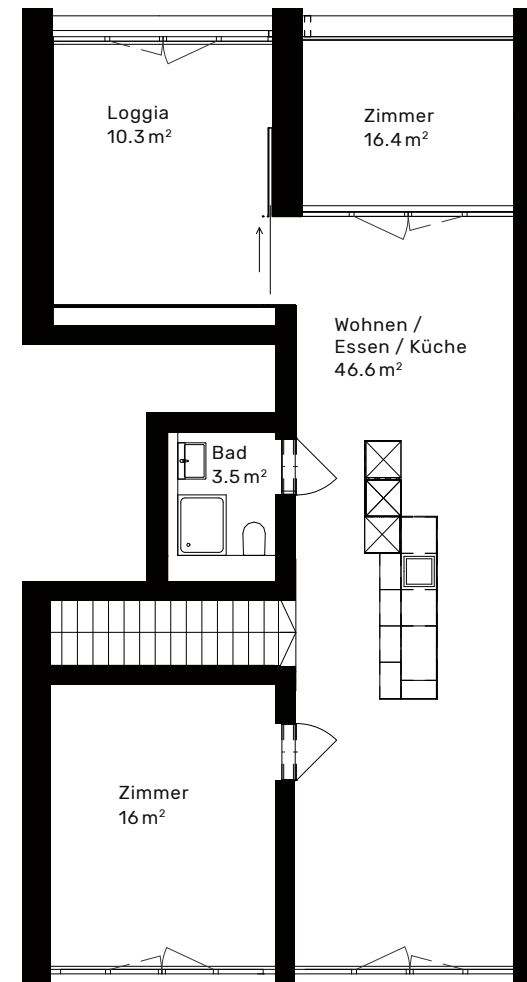 Loggia
10.3 m²
Zimmer
16.4 m²
Wohnen /
Essen / Küche
46.6 m²
Bad
3.5 m²
Zimmer
16 m²